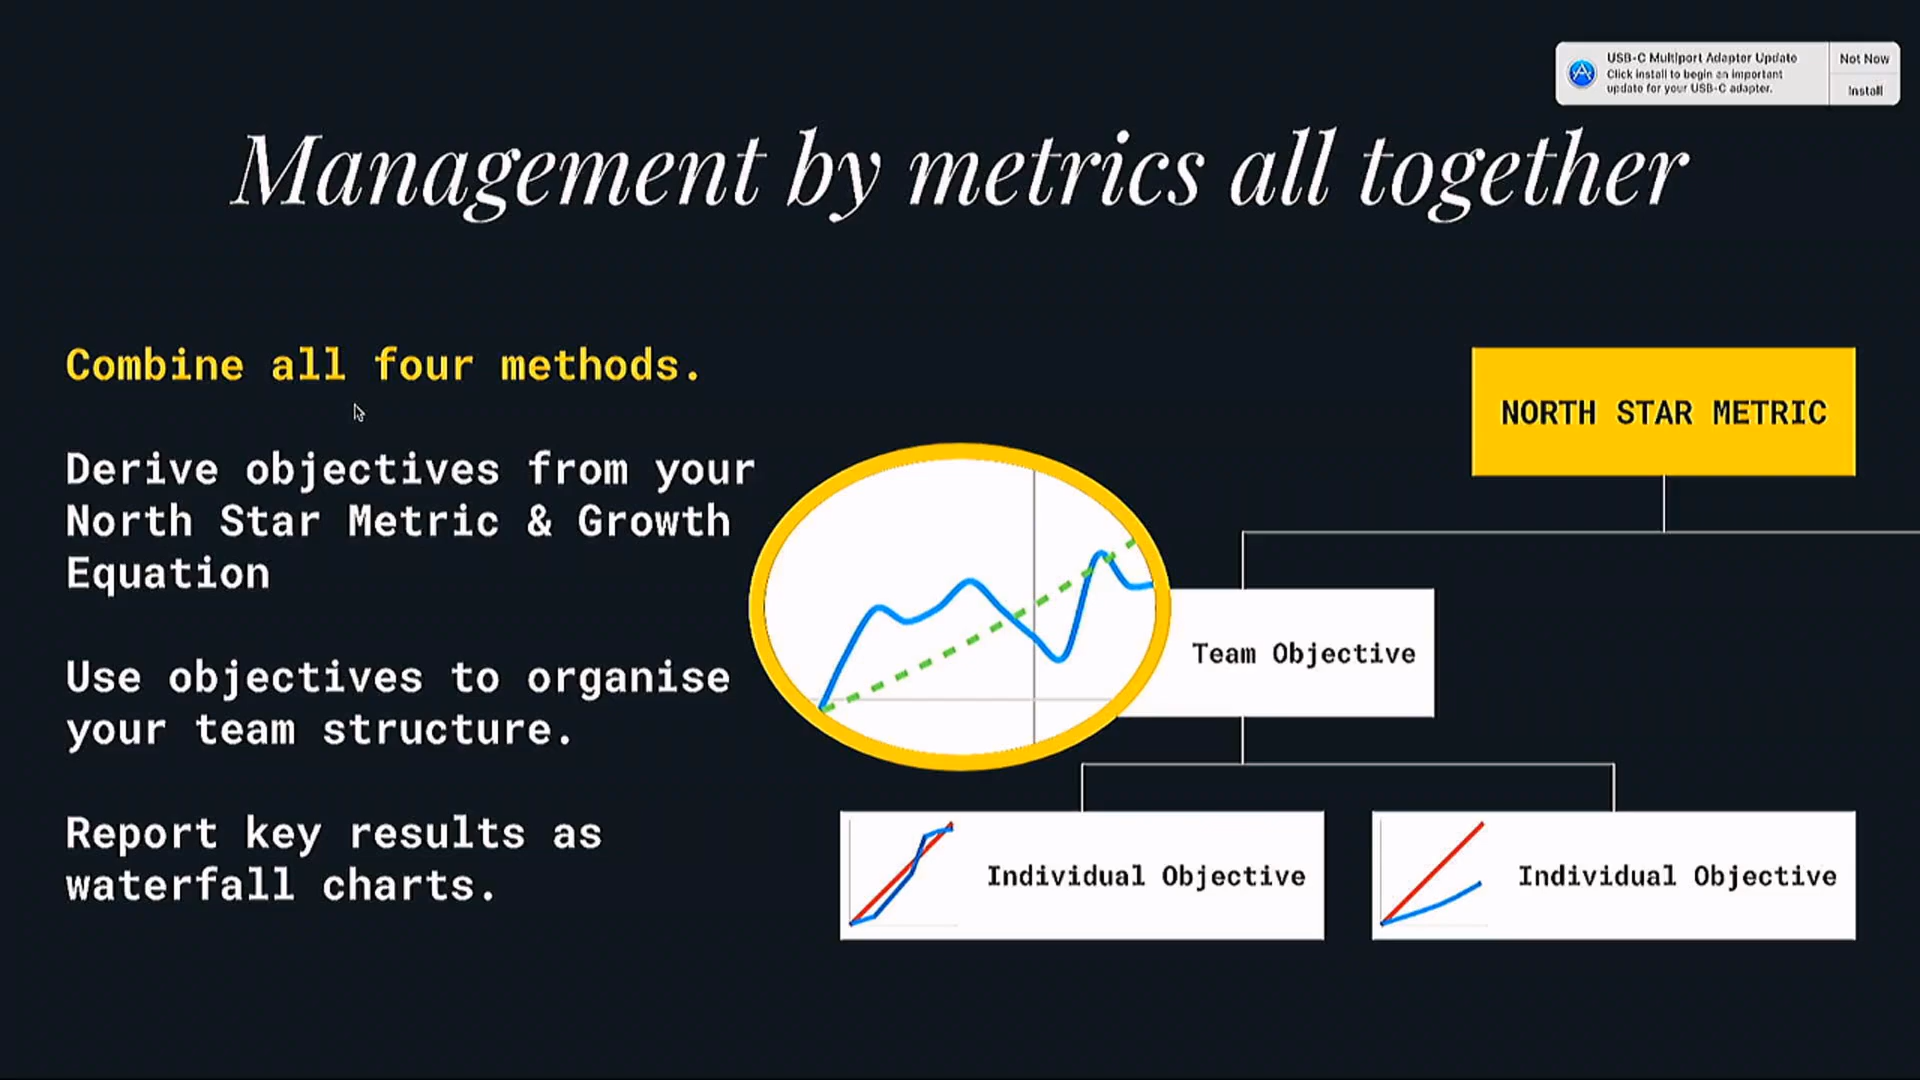 USB-C Multiport Adapter Update
Click install to begin an important
update for your USB-C adapter.
Not Now
Install
Management by metrics all together
Combine all four methods.
Derive objectives from your
North Star Metric & Growth
Equation
Use objectives to organise
your team structure.
Report key results as
waterfall charts.
NORTH STAR METRIC
Team Objective
Individual Objective
Individual Objective